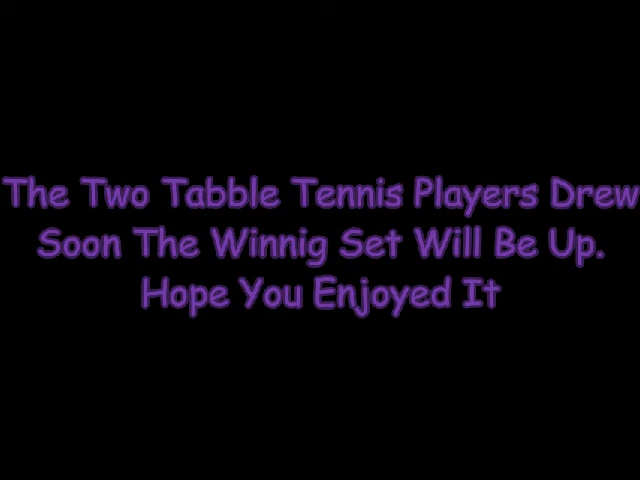 The Two Tabble Tennis Players Drew
Soon The Winnig Set Will Be Up.
Hope You Enjoyed It